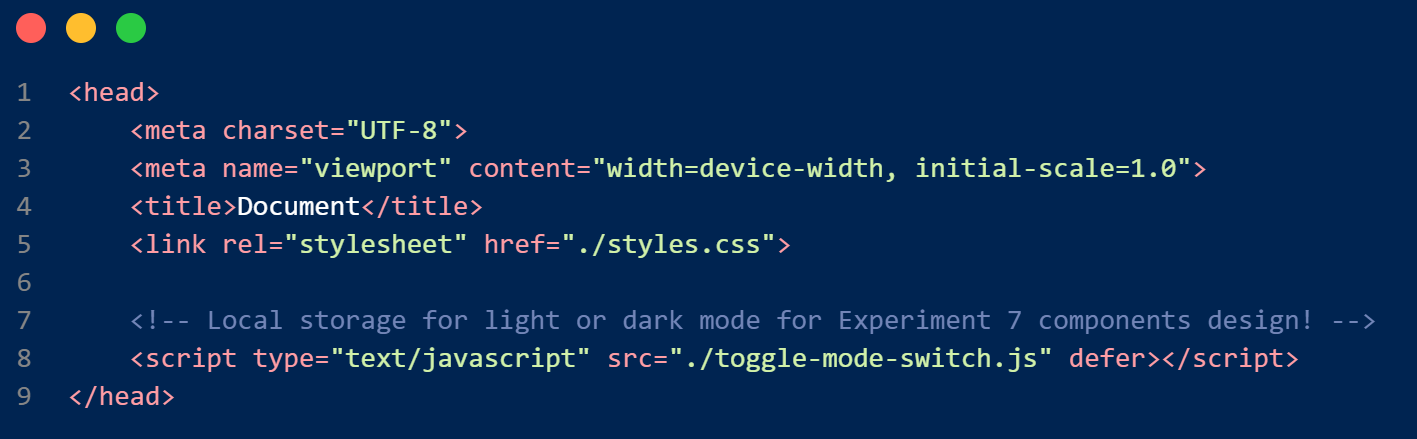 1 <head>
2     <meta charset="UTF-8">
3     <meta name="viewport" content="width=device-width, initial-scale=1.0">
4     <title>Document</title>
5     <link rel="stylesheet" href="./styles.css">
6
7     <!-- Local storage for light or dark mode for Experiment 7 components design! -->
8     <script type="text/javascript" src="./toggle-mode-switch.js" defer></script>
9 </head>